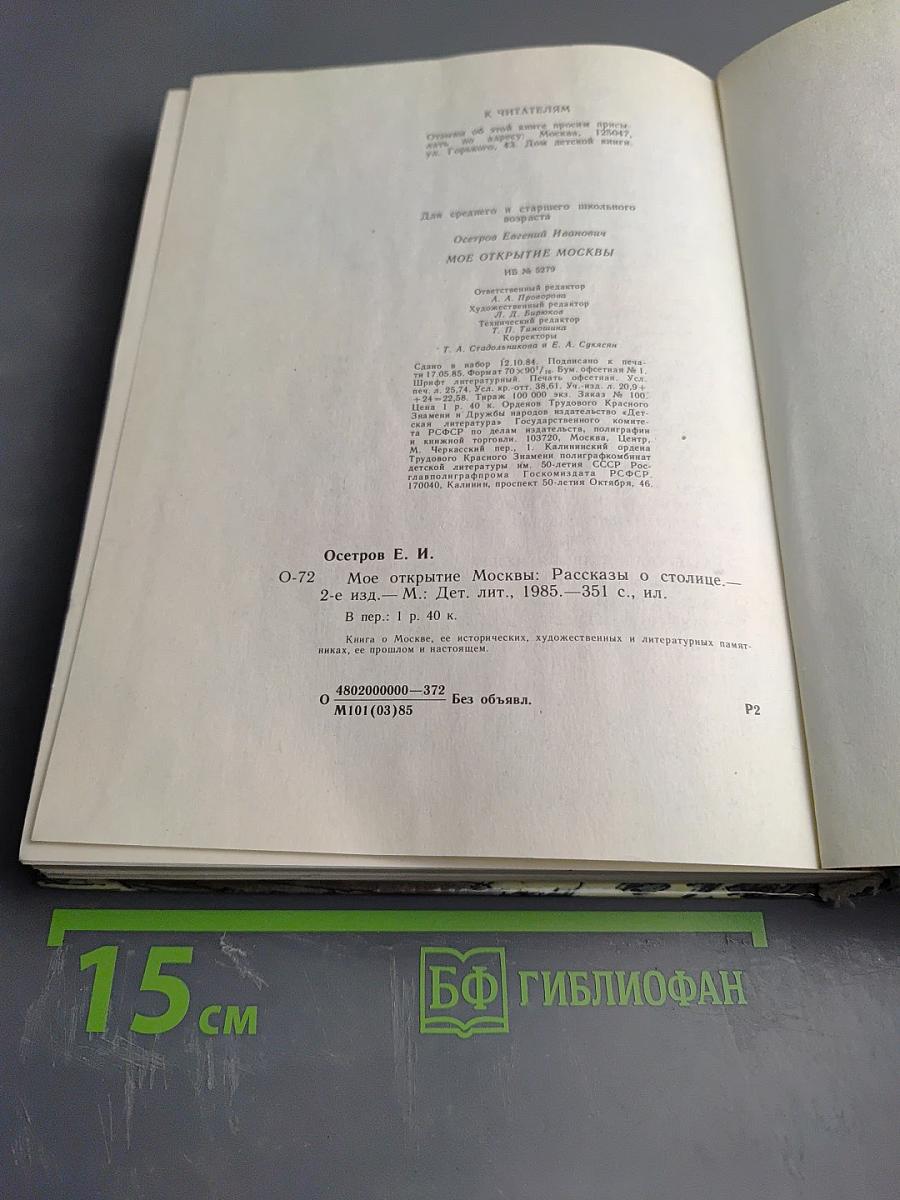 К ЧИТАТЕЛЯМ
Отзывы об этой книге просим присы-
лать по адресу: Москва, 125047,
ул. Горького, 43. Дом детской книги.
Для среднего и старшего школьного
возраста
Осетров Евгений Иванович
МОЕ ОТКРЫТИЕ МОСКВЫ
ИБ № 5279
Ответственный редактор
А. А. Проворова
Художественный редактор
Л. Д. Бирюков
Технический редактор
Т. П. Тимошина
Корректоры
Т. А. Стадольникова и Е. А. Сукясян
Сдано в набор 12.10.84. Подписано к печа-
ти 17.05.85. Формат 70×90¹/₁₆. Бум. офсетная № 1.
Шрифт литературный. Печать офсетная. Усл.
печ. л. 25,74. Усл. кр.-отт. 38,61. Уч.-изд. л. 20,9+
+24=22,58. Тираж 100 000 экз. Заказ № 100.
Цена 1 р. 40 к. Орденов Трудового Красного
Знамени и Дружбы народов издательство «Дет-
ская литература» Государственного комите-
та РСФСР по делам издательств, полиграфии
и книжной торговли. 103720, Москва, Центр,
М. Черкасский пер., 1. Калининский ордена
Трудового Красного Знамени полиграфкомбинат
детской литературы им. 50-летия СССР Рос-
главполиграфпрома Госкомиздата РСФСР.
170040, Калинин, проспект 50-летия Октября, 46.
Осетров Е. И.
О-72 Мое открытие Москвы: Рассказы о столице.—
2-е изд.— М.: Дет. лит., 1985.—351 с., ил.
В пер.: 1 р. 40 к.
Книга о Москве, ее исторических, художественных и литературных памят-
никах, ее прошлом и настоящем.
О 4802000000—372 Без объявл.
М101(03)85
Р2
15 см
БФ ГИБЛИОФАН